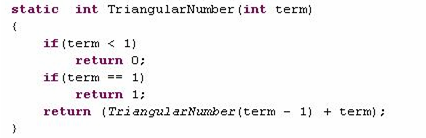 static  int TriangularNumber(int term)
{
    if(term < 1)
        return 0;
    if(term == 1)
        return 1;
    return (TriangularNumber(term - 1) + term);
}